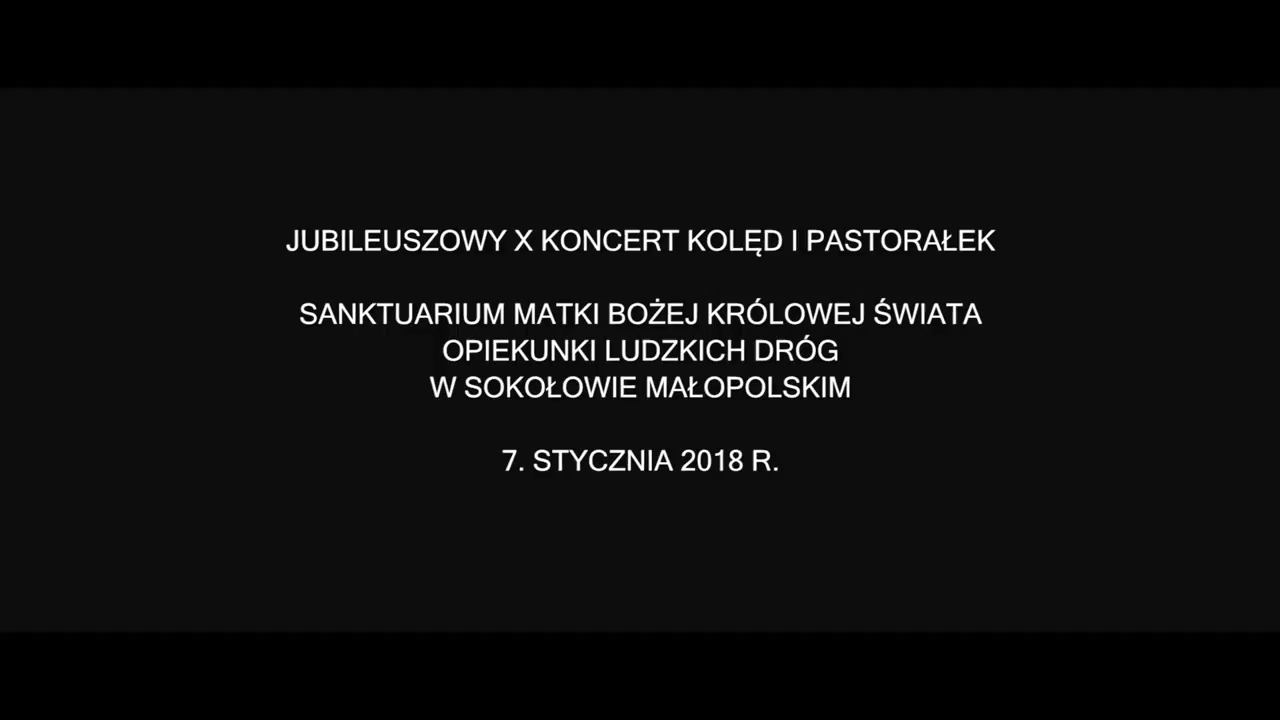 JUBILEUSZOWY X KONCERT KOLĘD I PASTORAŁEK
SANKTUARIUM MATKI BOŻEJ KRÓLOWEJ ŚWIATA
OPIEKUNKI LUDZKICH DRÓG
W SOKOŁOWIE MAŁOPOLSKIM
7. STYCZNIA 2018 R.